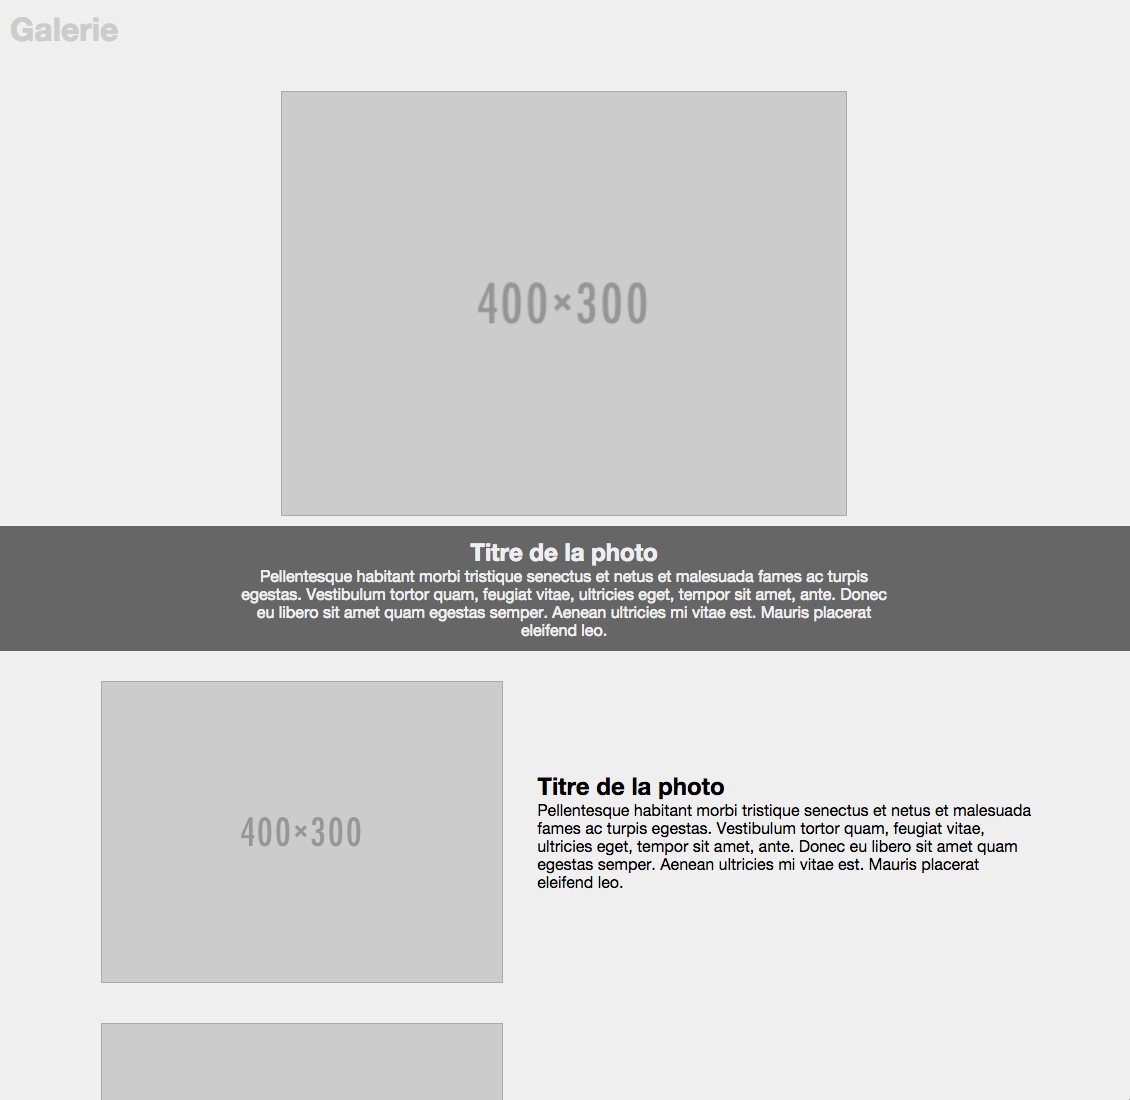 Galerie
400×300
Titre de la photo
Pellentesque habitant morbi tristique senectus et netus et malesuada fames ac turpis
egestas. Vestibulum tortor quam, feugiat vitae, ultricies eget, tempor sit amet, ante. Donec
eu libero sit amet quam egestas semper. Aenean ultricies mi vitae est. Mauris placerat
eleifend leo.
400×300
Titre de la photo
Pellentesque habitant morbi tristique senectus et netus et malesuada
fames ac turpis egestas. Vestibulum tortor quam, feugiat vitae,
ultricies eget, tempor sit amet, ante. Donec eu libero sit amet quam
egestas semper. Aenean ultricies mi vitae est. Mauris placerat
eleifend leo.